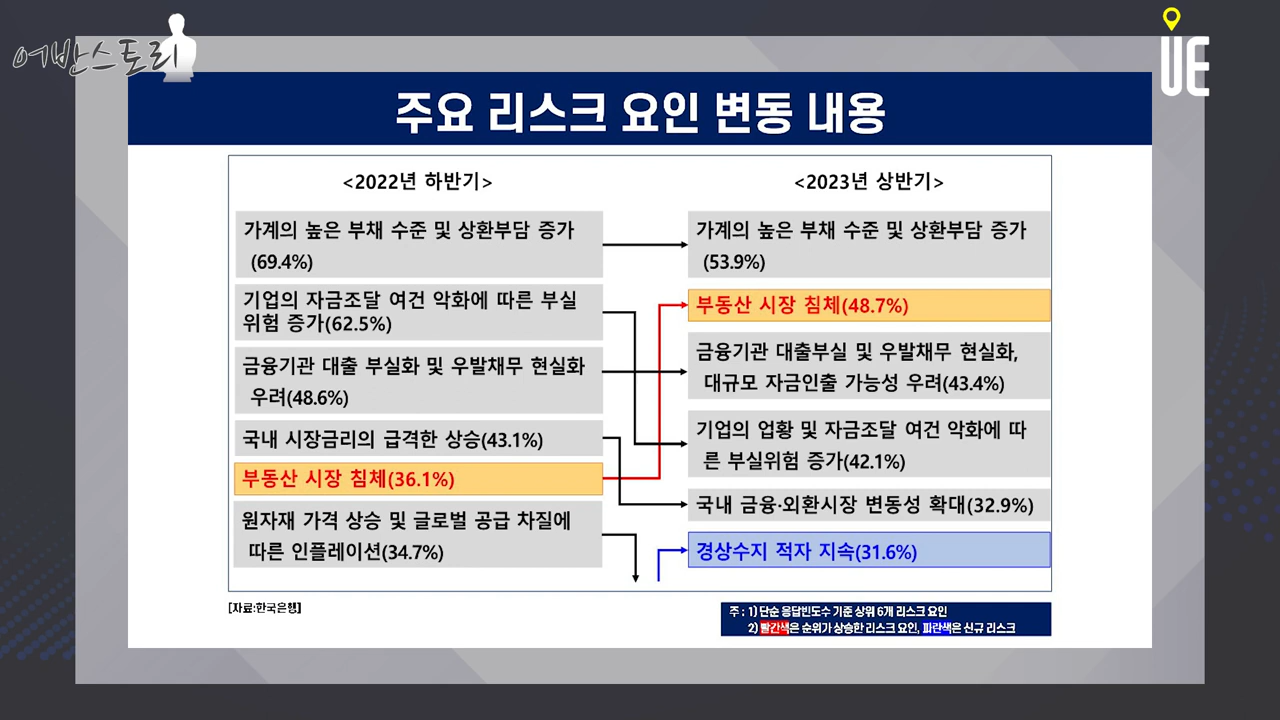 어반스토리
UE
주요 리스크 요인 변동 내용
<2022년 하반기>
가계의 높은 부채 수준 및 상환부담 증가
(69.4%)
기업의 자금조달 여건 악화에 따른 부실
위험 증가(62.5%)
금융기관 대출 부실화 및 우발채무 현실화
우려(48.6%)
국내 시장금리의 급격한 상승(43.1%)
부동산 시장 침체(36.1%)
원자재 가격 상승 및 글로벌 공급 차질에
따른 인플레이션(34.7%)
<2023년 상반기>
가계의 높은 부채 수준 및 상환부담 증가
(53.9%)
부동산 시장 침체(48.7%)
금융기관 대출부실 및 우발채무 현실화,
대규모 자금인출 가능성 우려(43.4%)
기업의 업황 및 자금조달 여건 악화에 따
른 부실위험 증가(42.1%)
국내 금융·외환시장 변동성 확대(32.9%)
경상수지 적자 지속(31.6%)
[자료:한국은행]
주 : 1) 단순 응답빈도수 기준 상위 6개 리스크 요인
2) 빨간색은 순위가 상승한 리스크 요인, 파란색은 신규 리스크